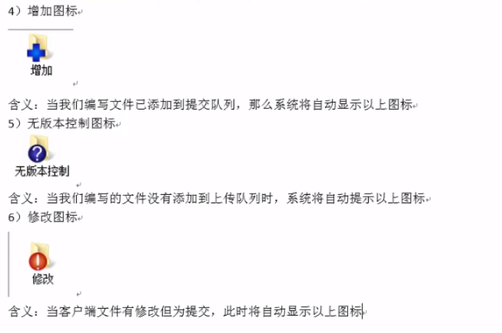 4）增加图标
增加
含义：当我们编写文件已添加到提交队列，那么系统将自动显示以上图标
5）无版本控制图标
无版本控制
含义：当我们编写的文件没有添加到上传队列时，系统将自动提示以上图标
6）修改图标
修改
含义：当客户端文件有修改但为提交，此时将自动显示以上图标